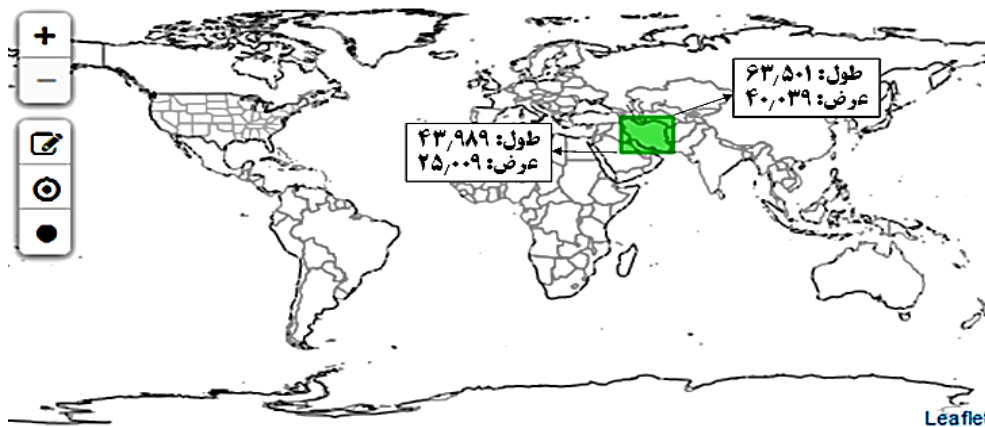 +
−
طول: ۶۳٫۵۰۱
عرض: ۴۰٫۰۳۹
طول: ۴۳٫۹۸۹
عرض: ۲۵٫۰۰۹
Leaflet